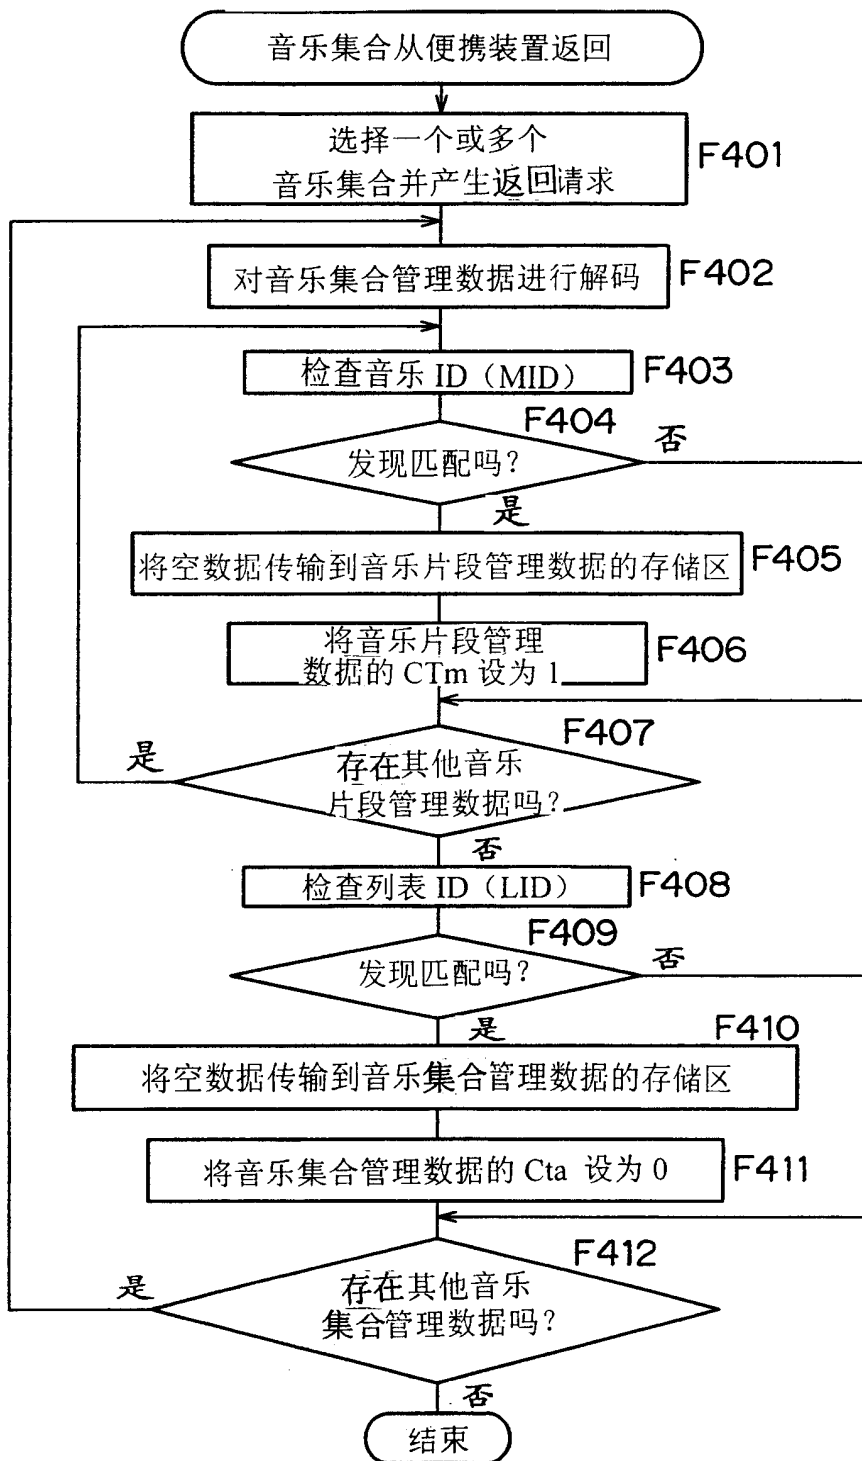 音乐集合从便携装置返回
选择一个或多个
音乐集合并产生返回请求
F401
对音乐集合管理数据进行解码
F402
检查音乐 ID（MID）
F403
F404
发现匹配吗？
否
是
将空数据传输到音乐片段管理数据的存储区
F405
将音乐片段管理
数据的 CTm 设为 1
F406
F407
是
存在其他音乐
片段管理数据吗？
否
检查列表 ID（LID）
F408
F409
发现匹配吗？
否
是
F410
将空数据传输到音乐集合管理数据的存储区
将音乐集合管理数据的 Cta 设为 0
F411
F412
是
存在其他音乐
集合管理数据吗？
否
结束